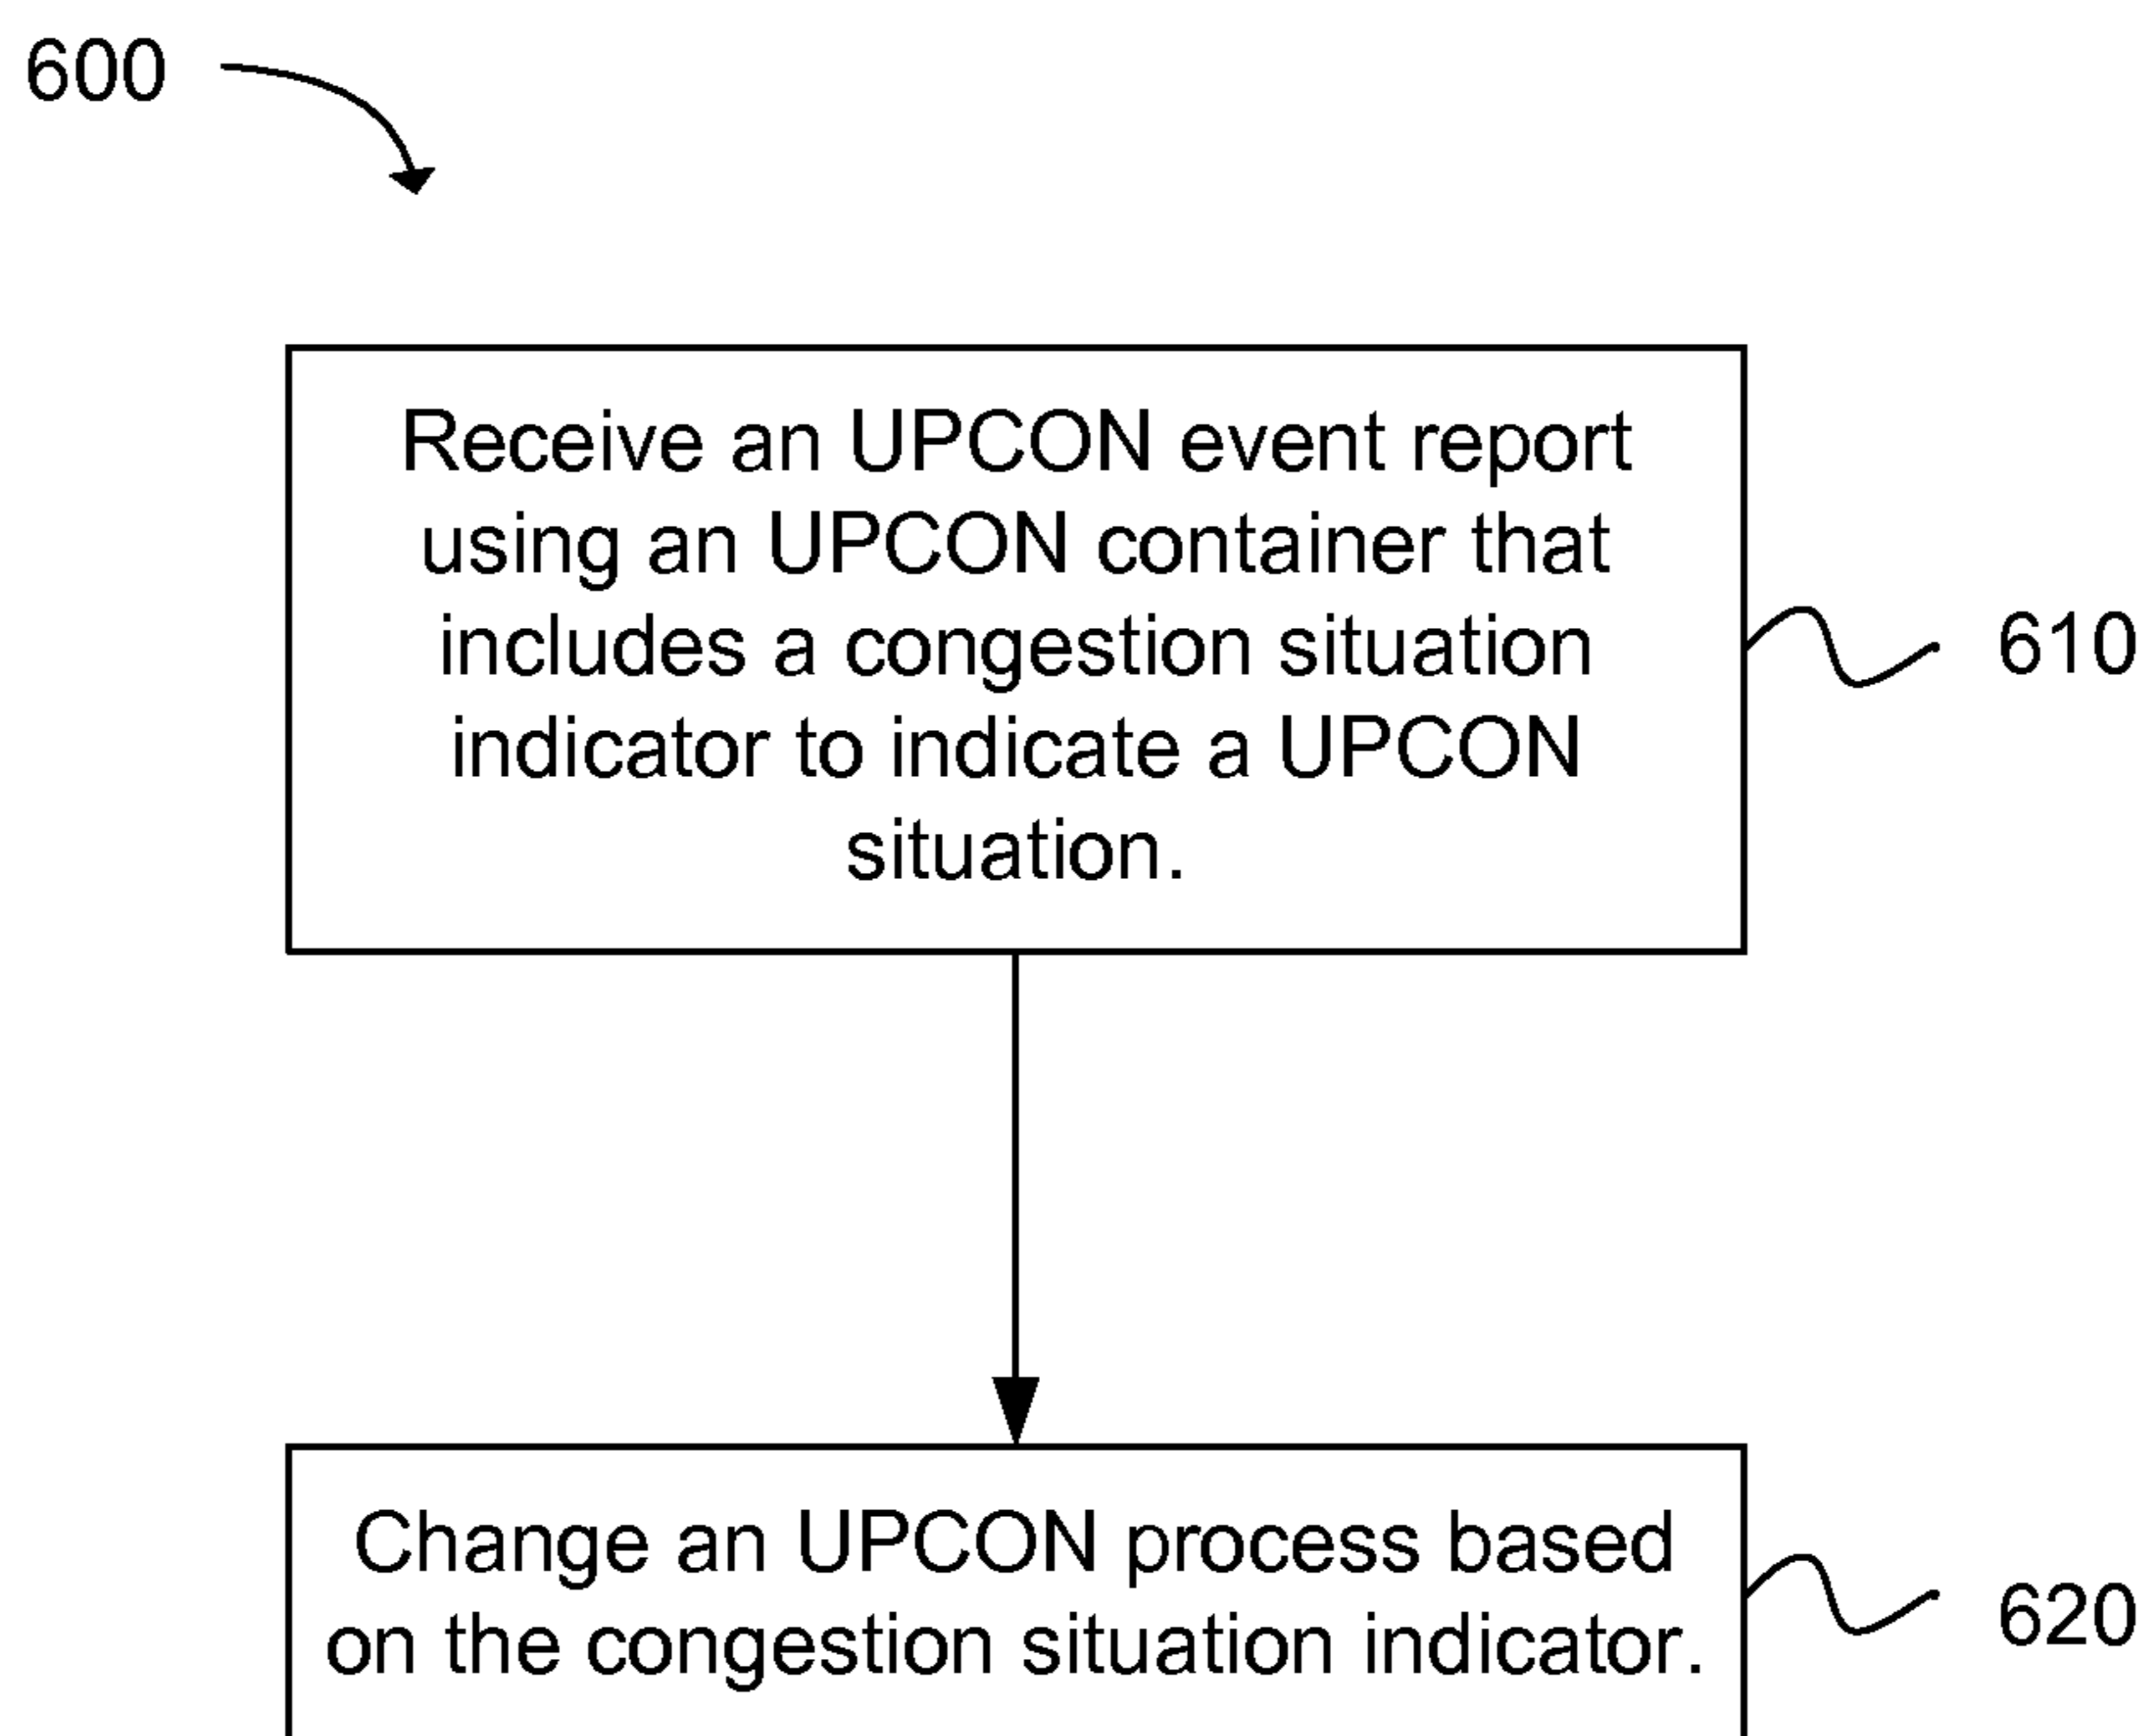 600
Receive an UPCON event report
using an UPCON container that
includes a congestion situation
indicator to indicate a UPCON
situation.
610
Change an UPCON process based
on the congestion situation indicator.
620